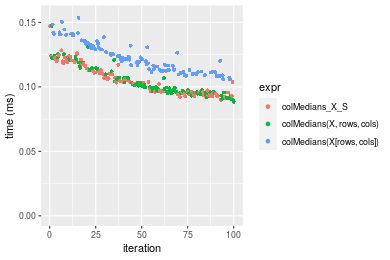 0.15
0.10
0.05
0.00
time (ms)
0
25
50
75
100
iteration
expr
colMedians_X_S
colMedians(X, rows, cols)
colMedians(X[rows, cols])